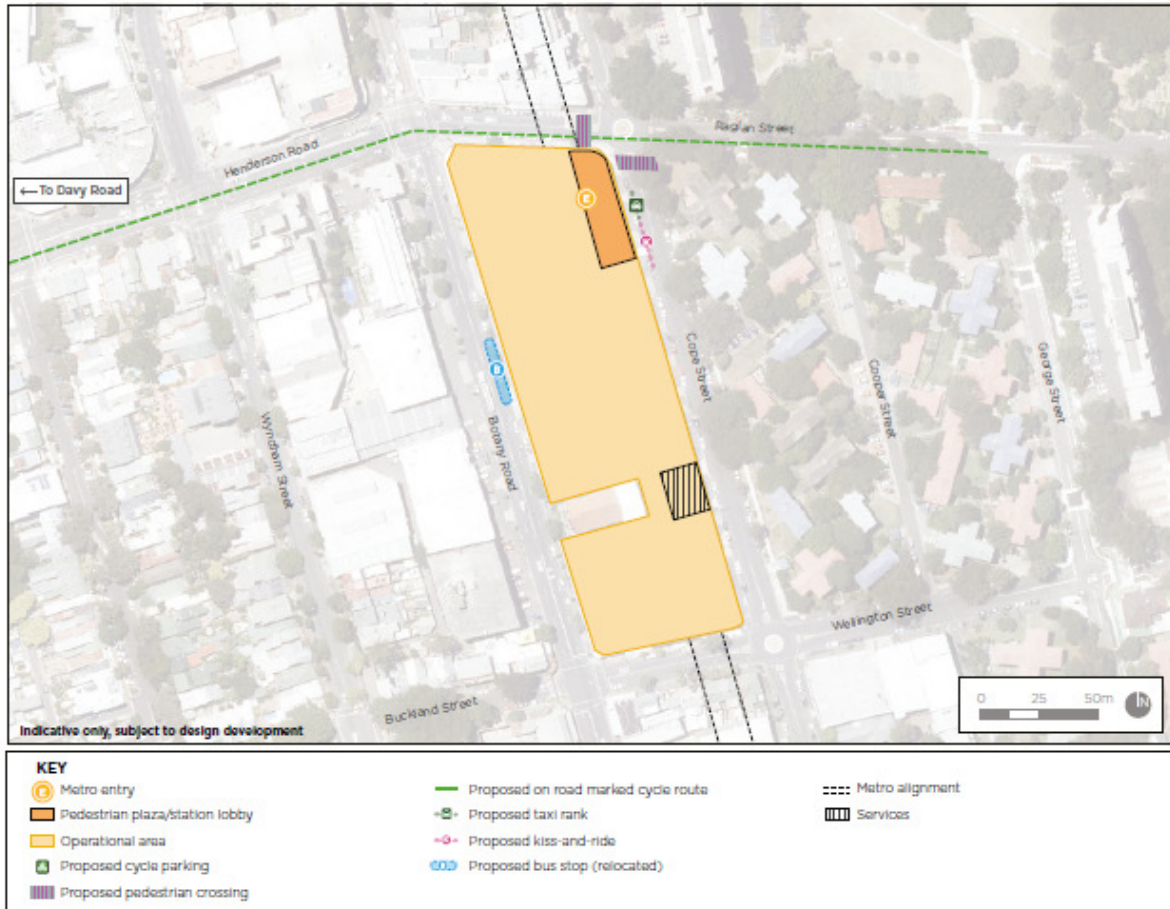 Raglan Street
Henderson Road
←To Davy Road
E
B
Cope Street
Cooper Street
George Street
Wyndham Street
Botany Road
Wellington Street
Buckland Street
0 25 50m
N
Indicative only, subject to design development
KEY
E Metro entry
Pedestrian plaza/station lobby
Operational area
Proposed cycle parking
Proposed pedestrian crossing
Proposed on road marked cycle route
Proposed taxi rank
Proposed kiss-and-ride
Proposed bus stop (relocated)
Metro alignment
Services